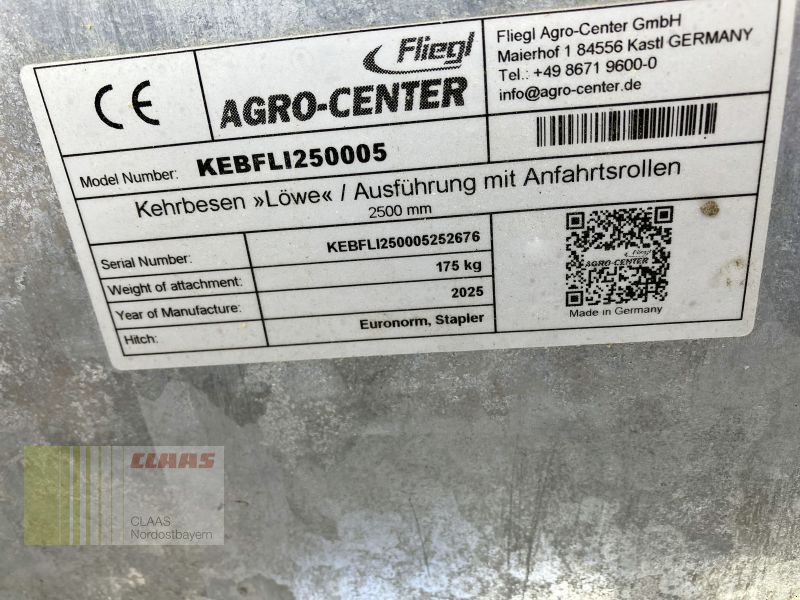 CE
Fliegl
AGRO-CENTER
Fliegl Agro-Center GmbH
Maierhof 1 84556 Kastl GERMANY
Tel.: +49 8671 9600-0
info@agro-center.de
Model Number: KEBFLI250005
Kehrbesen »Löwe« / Ausführung mit Anfahrtsrollen
2500 mm
Serial Number: KEBFLI250005252676
Weight of attachment: 175 kg
Year of Manufacture: 2025
Hitch: Euronorm, Stapler
Fliegl
AGRO-CENTER
Made in Germany
CLAAS
CLAAS
Nordostbayern